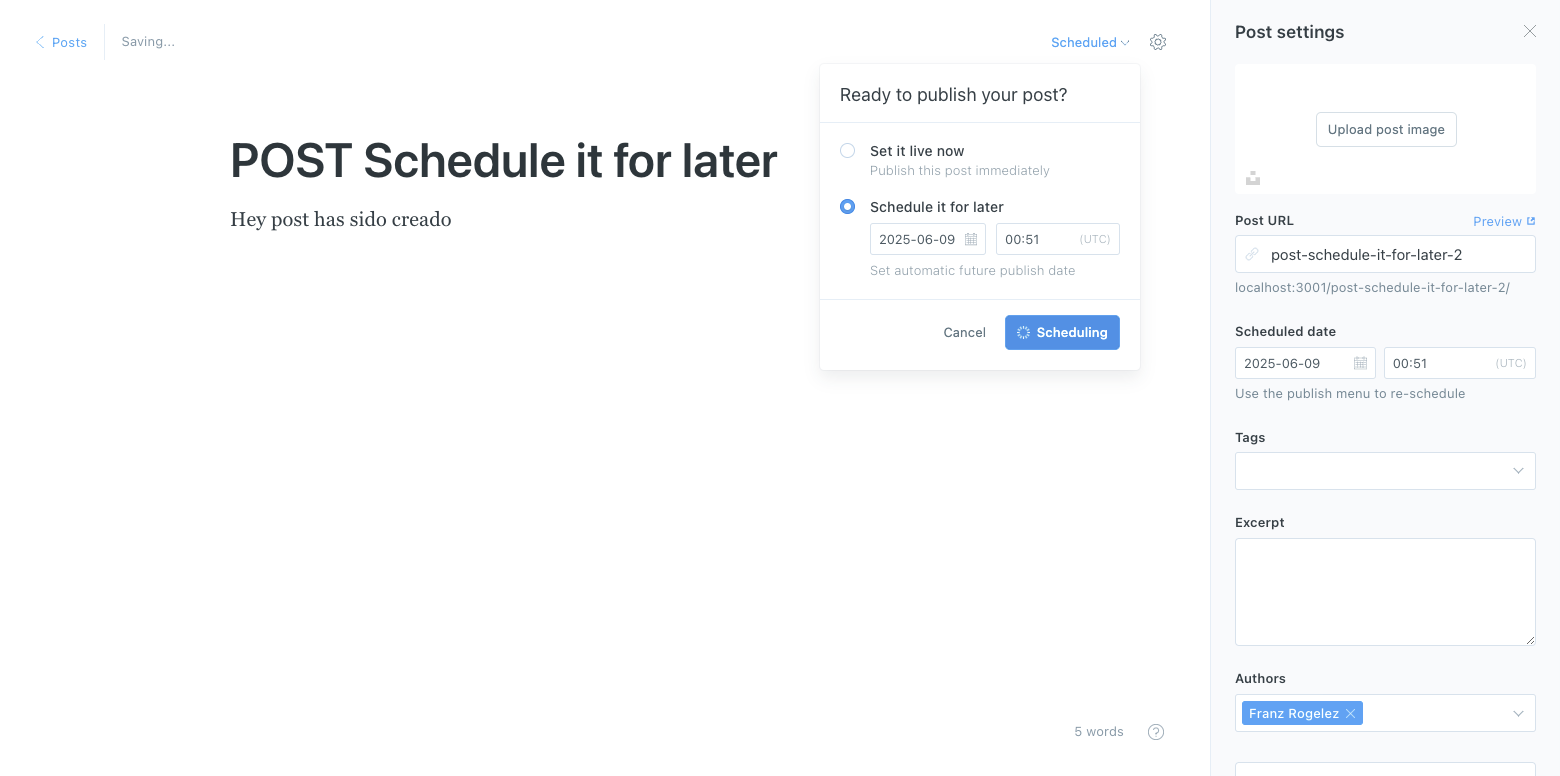 Posts
Saving...
Scheduled
POST Schedule it for later
Hey post has sido creado
Ready to publish your post?
Set it live now
Publish this post immediately
Schedule it for later
2025-06-09 00:51 (UTC)
Set automatic future publish date
Cancel Scheduling
5 words
?
Post settings
Upload post image
Post URL Preview
post-schedule-it-for-later-2
localhost:3001/post-schedule-it-for-later-2/
Scheduled date
2025-06-09 00:51 (UTC)
Use the publish menu to re-schedule
Tags
Excerpt
Authors
Franz Rogelez